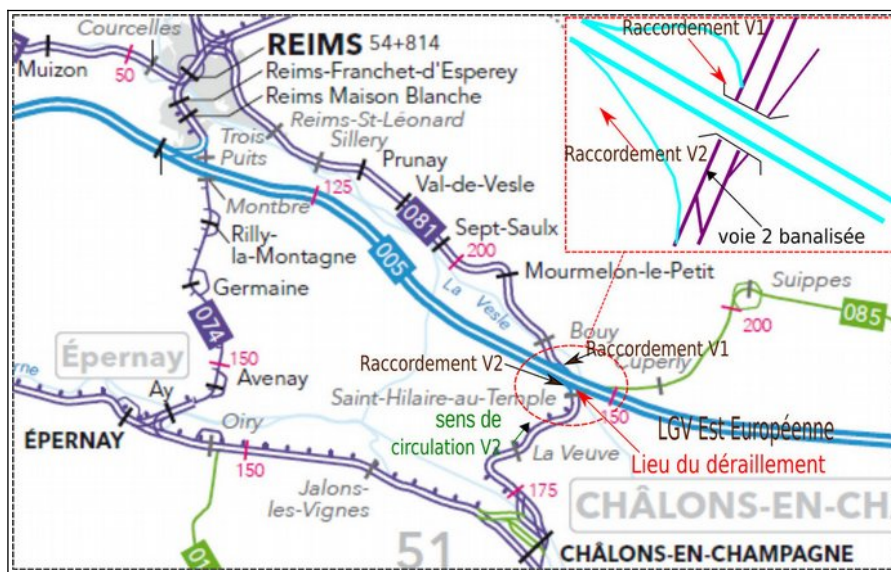 Courcelles
Muizon
50
REIMS 54+814
Reims-Franchet-d'Esperey
Reims Maison Blanche
Reims-St-Léonard
Sillery
Trois
Puits
Prunay
Val-de-Vesle
125
Montbré
081
Sept-Saulx
200
Rilly-
la-Montagne
005
Mourmelon-le-Petit
Germaine
La Vesle
074
Bouy
Suippes
200
085
Épernay
150
Raccordement V2
Raccordement V1
Cuperly
Ay
Avenay
Saint-Hilaire-au-Temple
150
ÉPERNAY
Oiry
150
sens de
circulation V2
LGV Est Européenne
La Veuve
Lieu du déraillement
Jalons-
les-Vignes
175
CHÂLONS-EN-CHA
01
51
CHÂLONS-EN-CHAMPAGNE
Raccordement V1
Raccordement V2
voie 2 banalisée